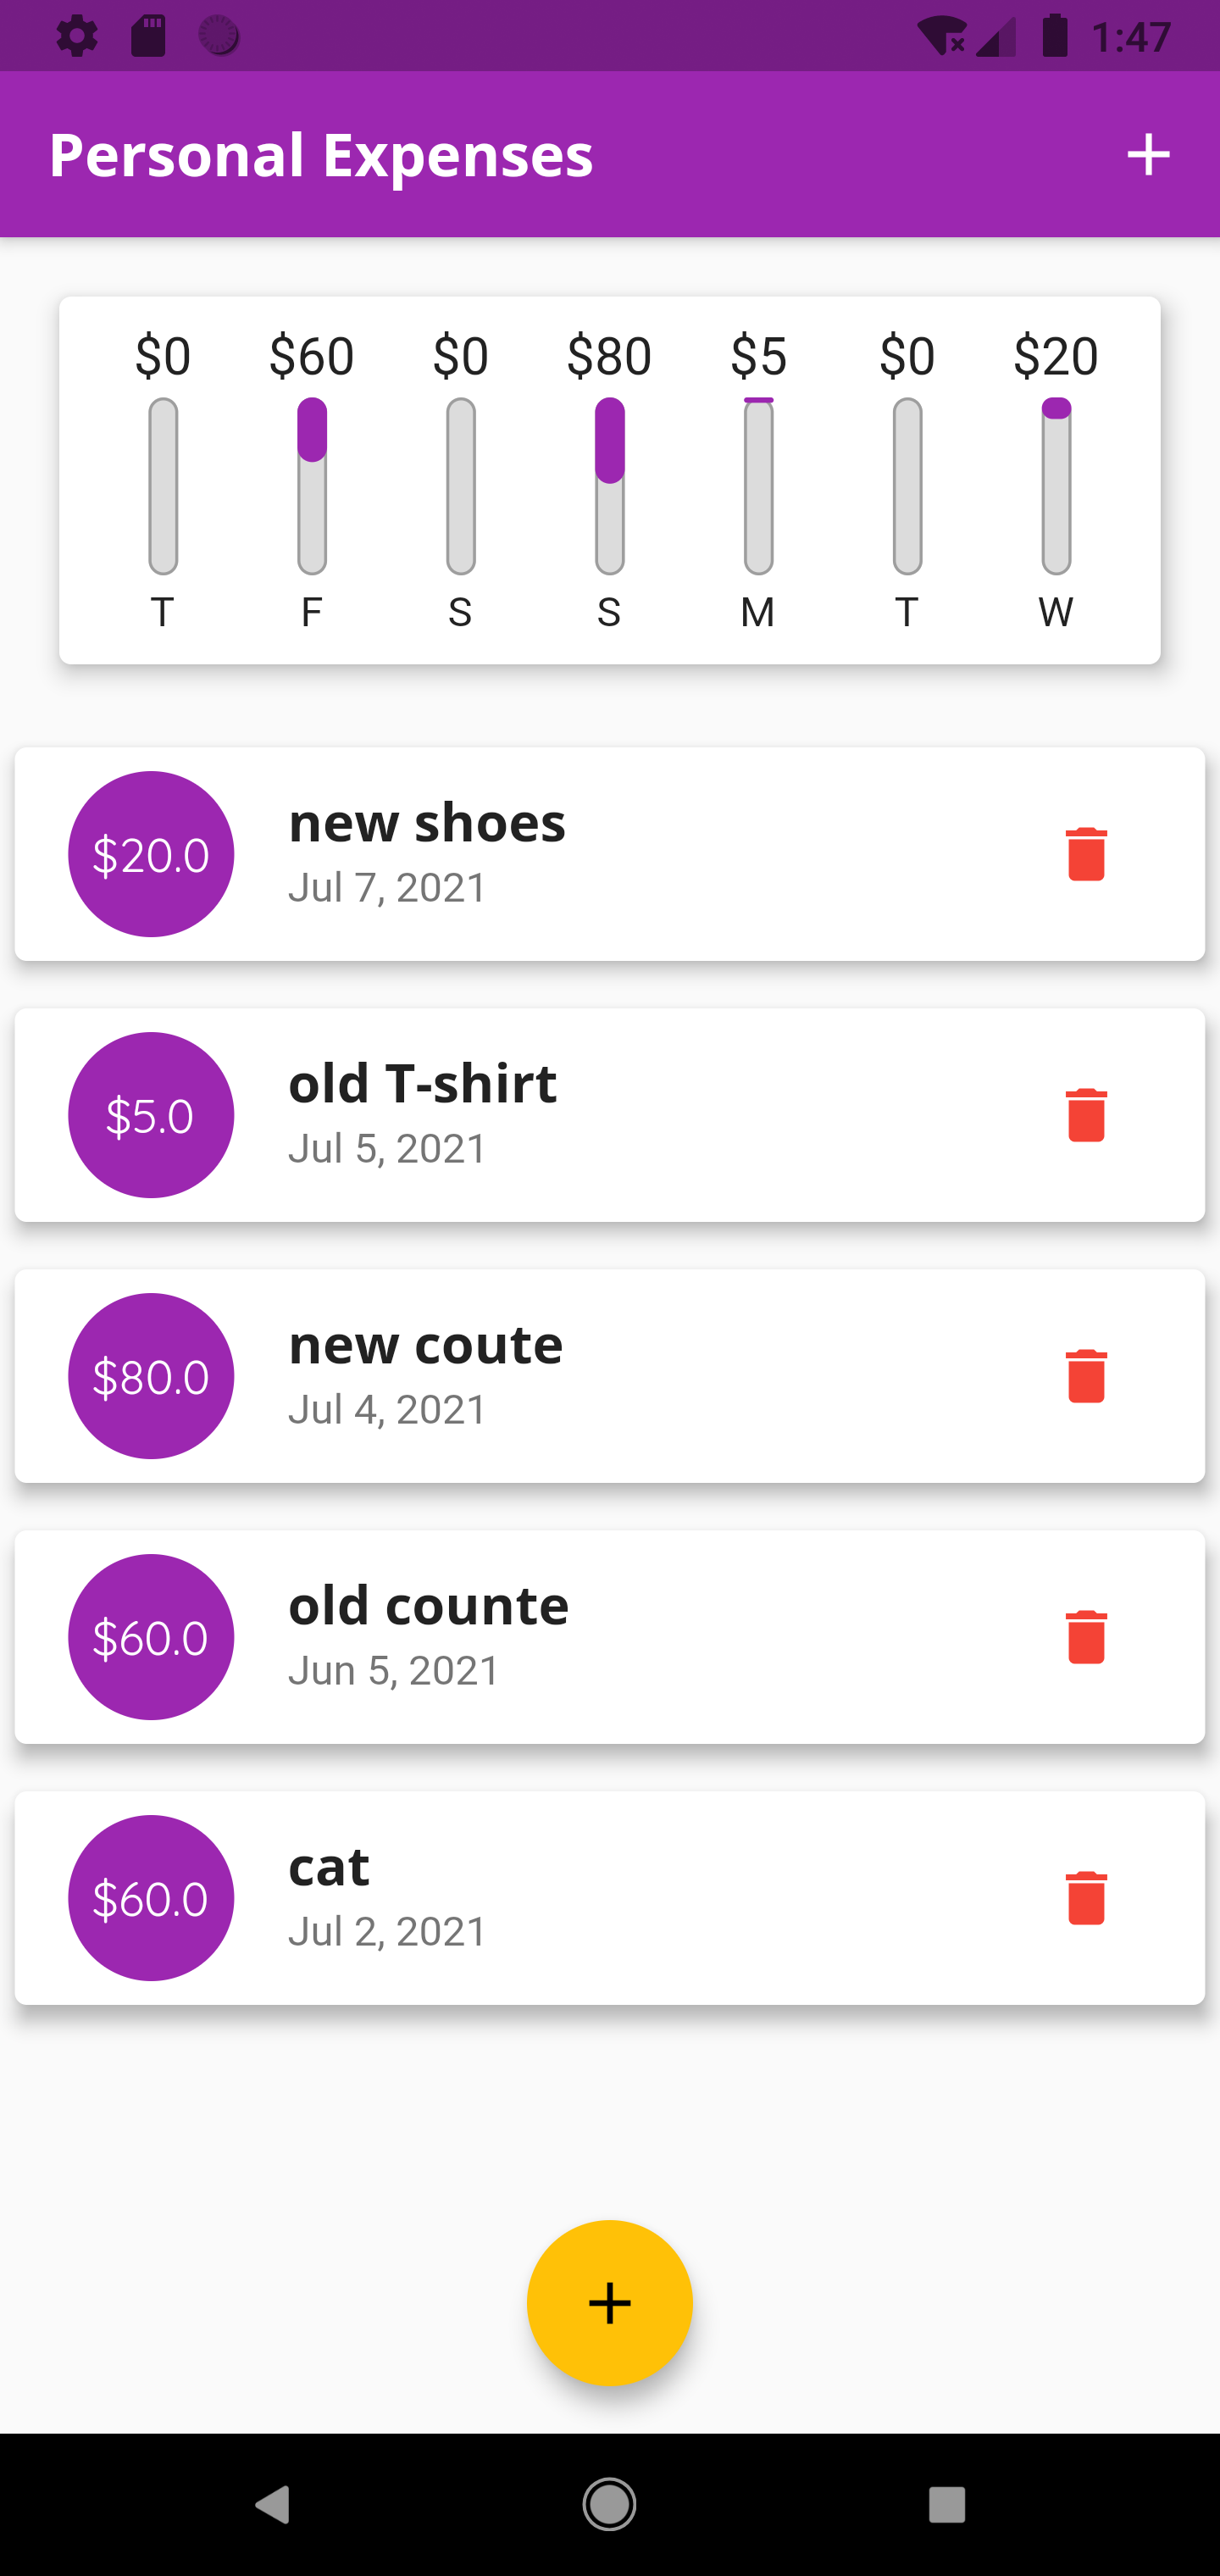 1:47
Personal Expenses
$0 $60 $0 $80 $5 $0 $20
T F S S M T W
$20.0
new shoes
Jul 7, 2021
$5.0
old T-shirt
Jul 5, 2021
$80.0
new coute
Jul 4, 2021
$60.0
old counte
Jun 5, 2021
$60.0
cat
Jul 2, 2021